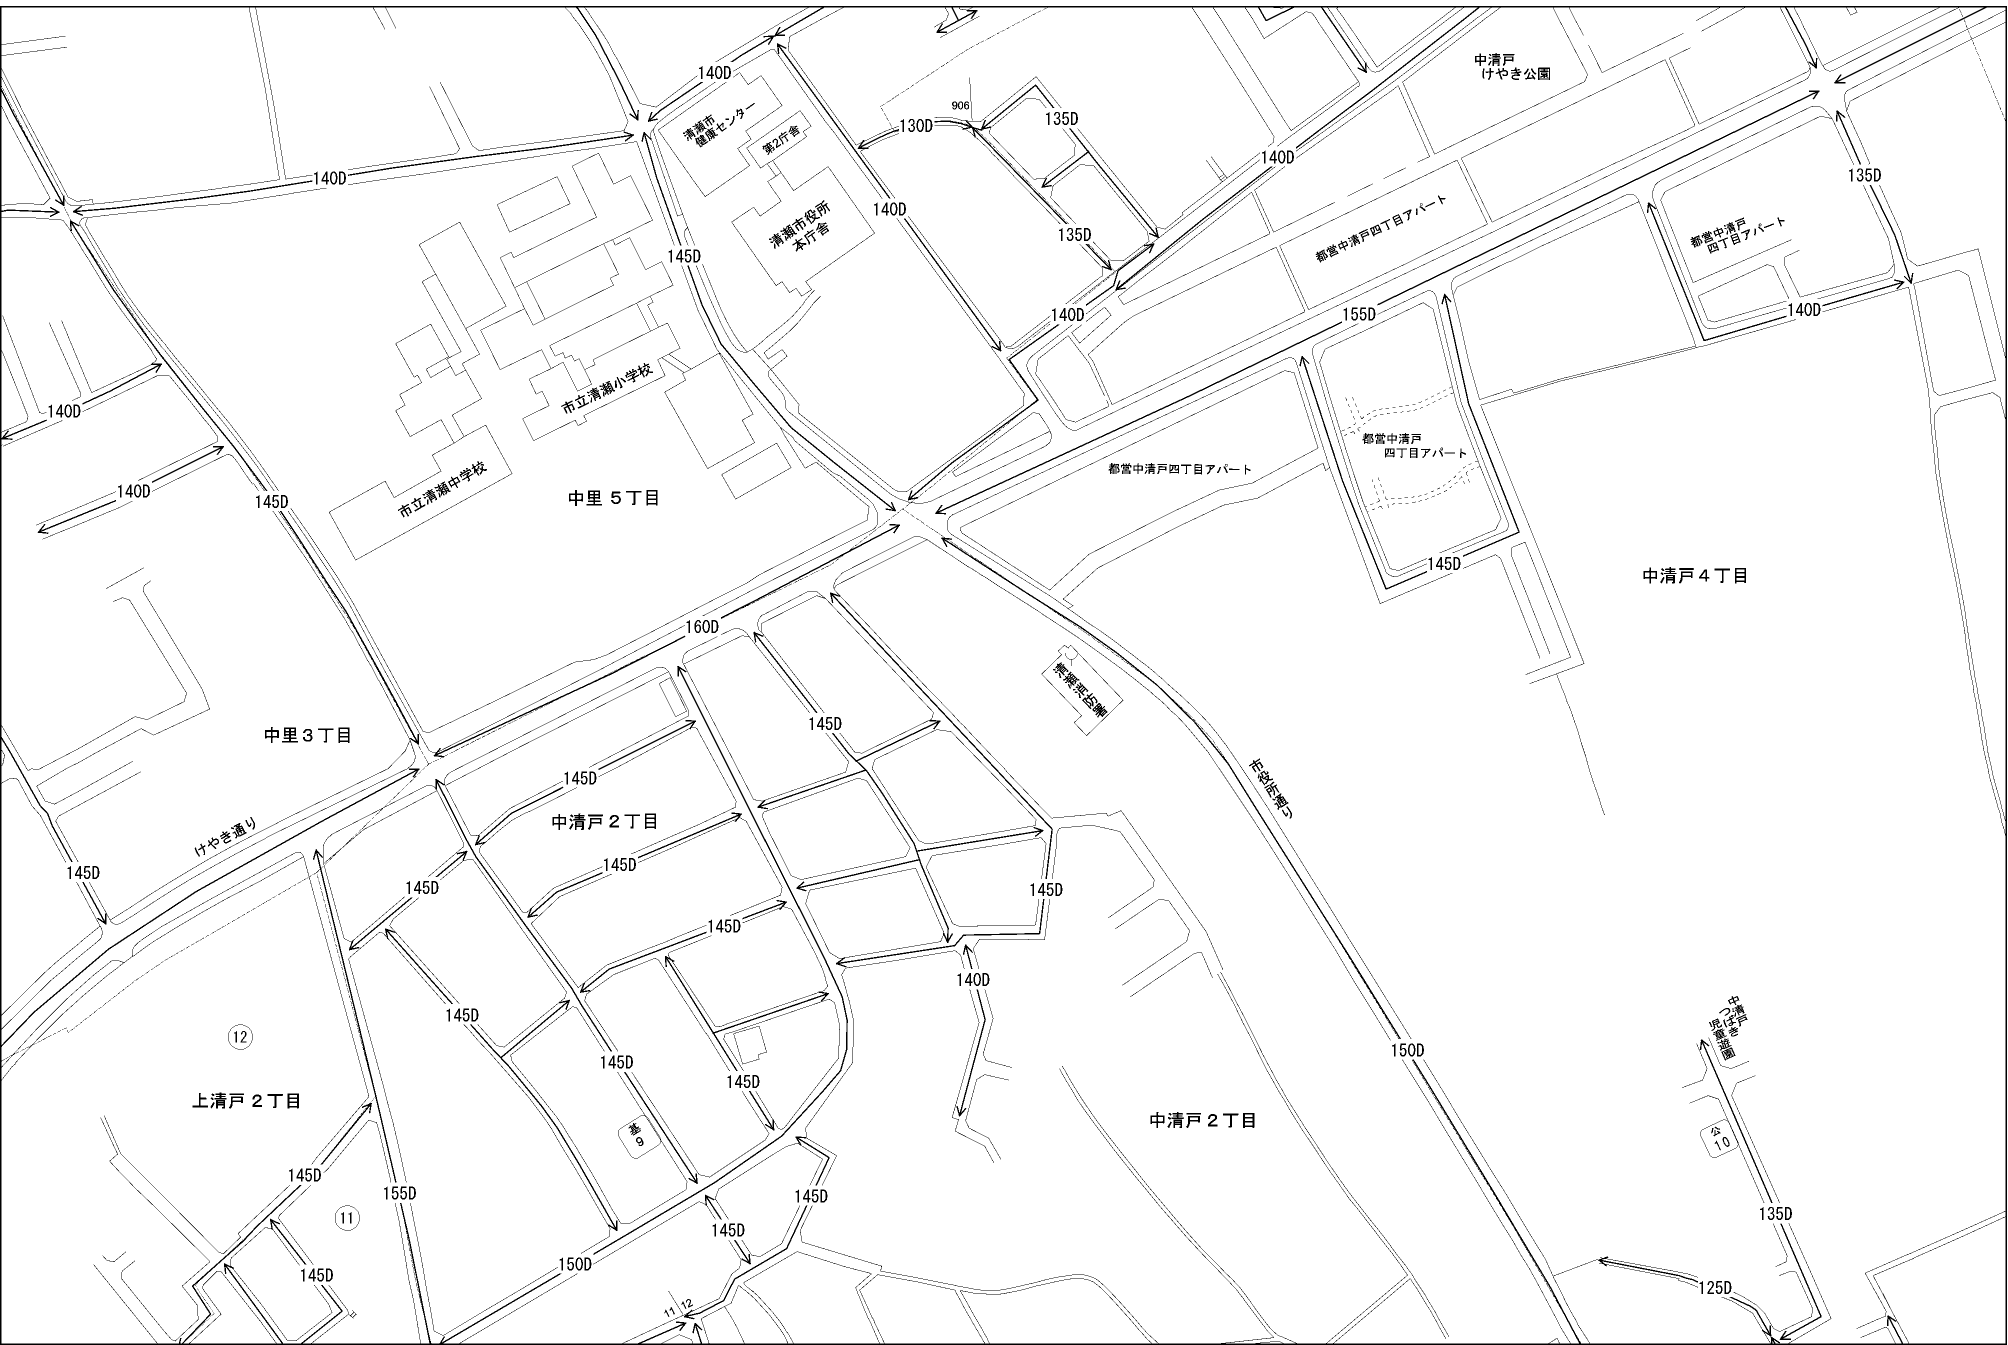 140D
中清戸
けやき公園
清瀬市
健康センター
906
135D
130D
第2庁舎
140D
140D
135D
140D
清瀬市役所
本庁舎
135D
都営中清戸四丁目アパート
都営中清戸
四丁目アパート
145D
140D
155D
140D
市立清瀬小学校
140D
都営中清戸
四丁目アパート
都営中清戸四丁目アパート
市立清瀬中学校
140D
145D
中里 5丁目
145D
中清戸4丁目
160D
清瀬消防署
145D
中里3丁目
145D
市役所通り
中清戸2丁目
けやき通り
145D
145D
145D
145D
145D
140D
中清戸
つばき
児童遊園
145D
12
150D
145D
145D
上清戸 2丁目
中清戸 2丁目
基
9
公
10
145D
155D
145D
11
145D
135D
150D
145D
125D
11
12